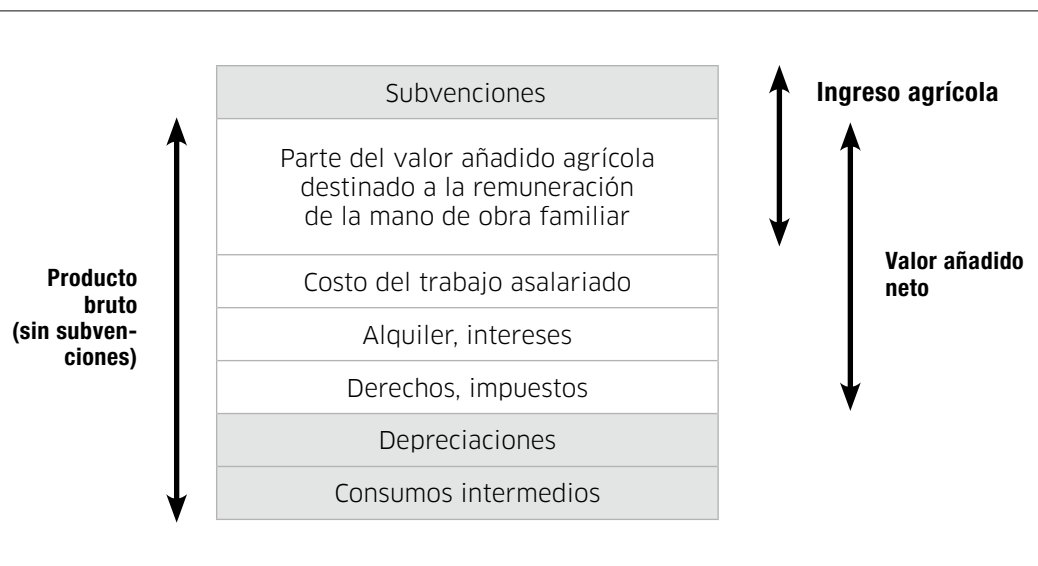 Subvenciones
Parte del valor añadido agrícola
destinado a la remuneración
de la mano de obra familiar
Costo del trabajo asalariado
Alquiler, intereses
Derechos, impuestos
Depreciaciones
Consumos intermedios
Producto
bruto
(sin subven-
ciones)
Ingreso agrícola
Valor añadido
neto